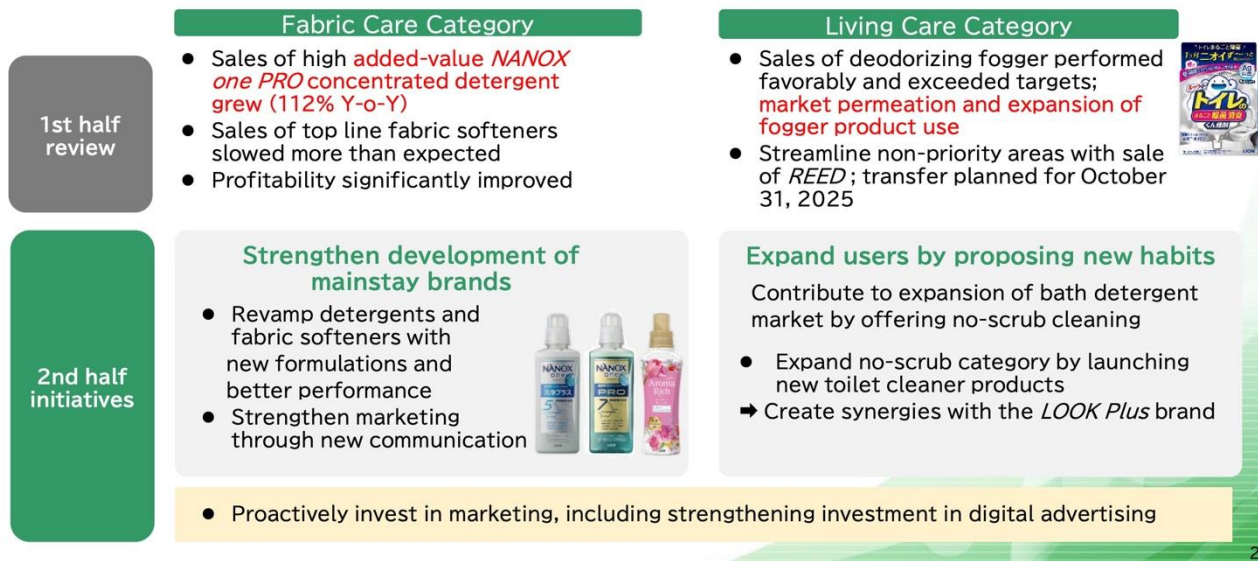 Fabric Care Category
Living Care Category
1st half
review
● Sales of high added-value NANOX
one PRO concentrated detergent
grew (112% Y-o-Y)
● Sales of top line fabric softeners
slowed more than expected
● Profitability significantly improved
● Sales of deodorizing fogger performed
favorably and exceeded targets;
market permeation and expansion of
fogger product use
● Streamline non-priority areas with sale
of REED ; transfer planned for October
31, 2025
トイレの
LION
2nd half
initiatives
Strengthen development of
mainstay brands
● Revamp detergents and
fabric softeners with
new formulations and
better performance
● Strengthen marketing
through new communication
NANOX
one
5
NANOX
one
PRO
7
Aroma
Rich
Expand users by proposing new habits
Contribute to expansion of bath detergent
market by offering no-scrub cleaning
● Expand no-scrub category by launching
new toilet cleaner products
➡ Create synergies with the LOOK Plus brand
● Proactively invest in marketing, including strengthening investment in digital advertising